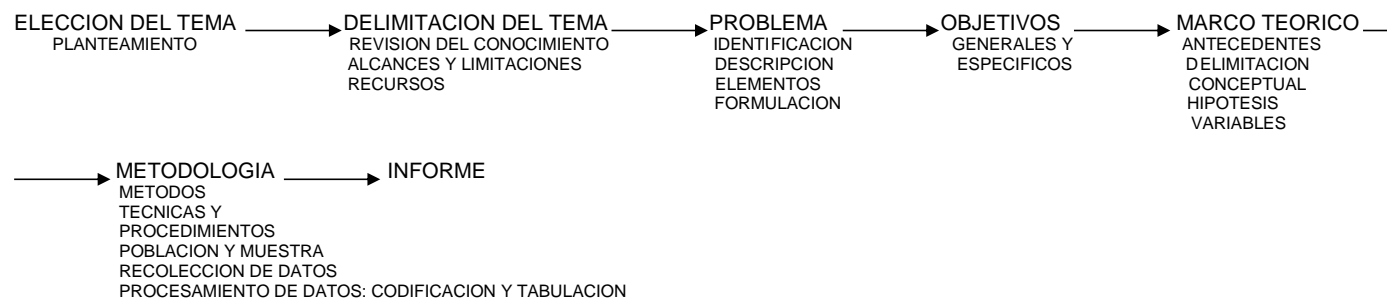 ELECCION DEL TEMA
PLANTEAMIENTO
DELIMITACION DEL TEMA
REVISION DEL CONOCIMIENTO
ALCANCES Y LIMITACIONES
RECURSOS
PROBLEMA
IDENTIFICACION
DESCRIPCION
ELEMENTOS
FORMULACION
OBJETIVOS
GENERALES Y
ESPECIFICOS
MARCO TEORICO
ANTECEDENTES
DELIMITACION
CONCEPTUAL
HIPOTESIS
VARIABLES
METODOLOGIA
METODOS
TECNICAS Y
PROCEDIMIENTOS
POBLACION Y MUESTRA
RECOLECCION DE DATOS
PROCESAMIENTO DE DATOS: CODIFICACION Y TABULACION
INFORME